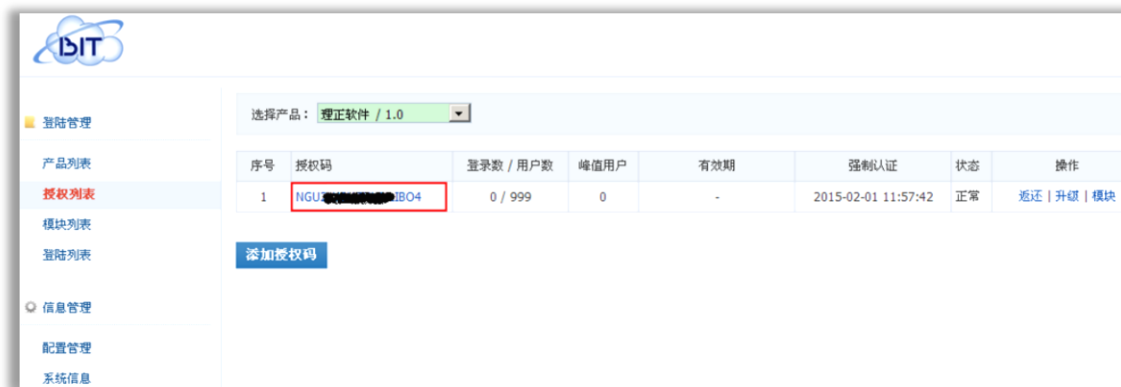 BIT
登陆管理
产品列表
授权列表
模块列表
登陆列表
信息管理
配置管理
系统信息
选择产品： 理正软件 / 1.0
序号 授权码 登录数 / 用户数 峰值用户 有效期 强制认证 状态 操作
1 NGU IBO4 0 / 999 0 - 2015-02-01 11:57:42 正常 返还 | 升级 | 模块
添加授权码